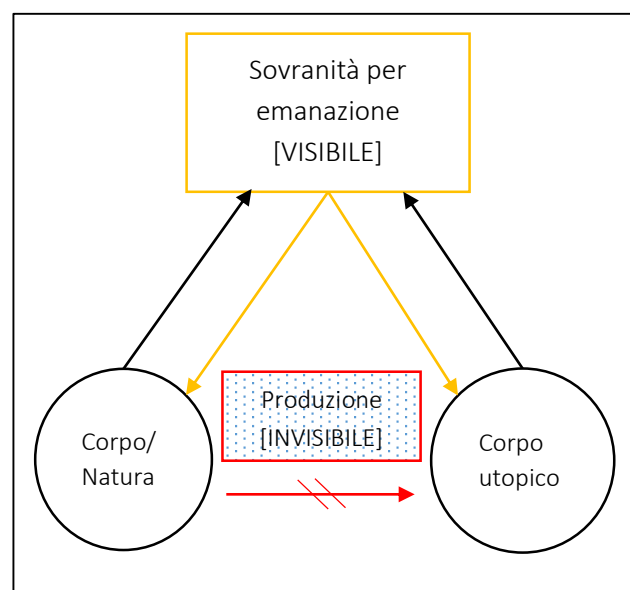 Sovranità per
emanazione
[VISIBILE]
Produzione
[INVISIBILE]
Corpo/
Natura
Corpo
utopico